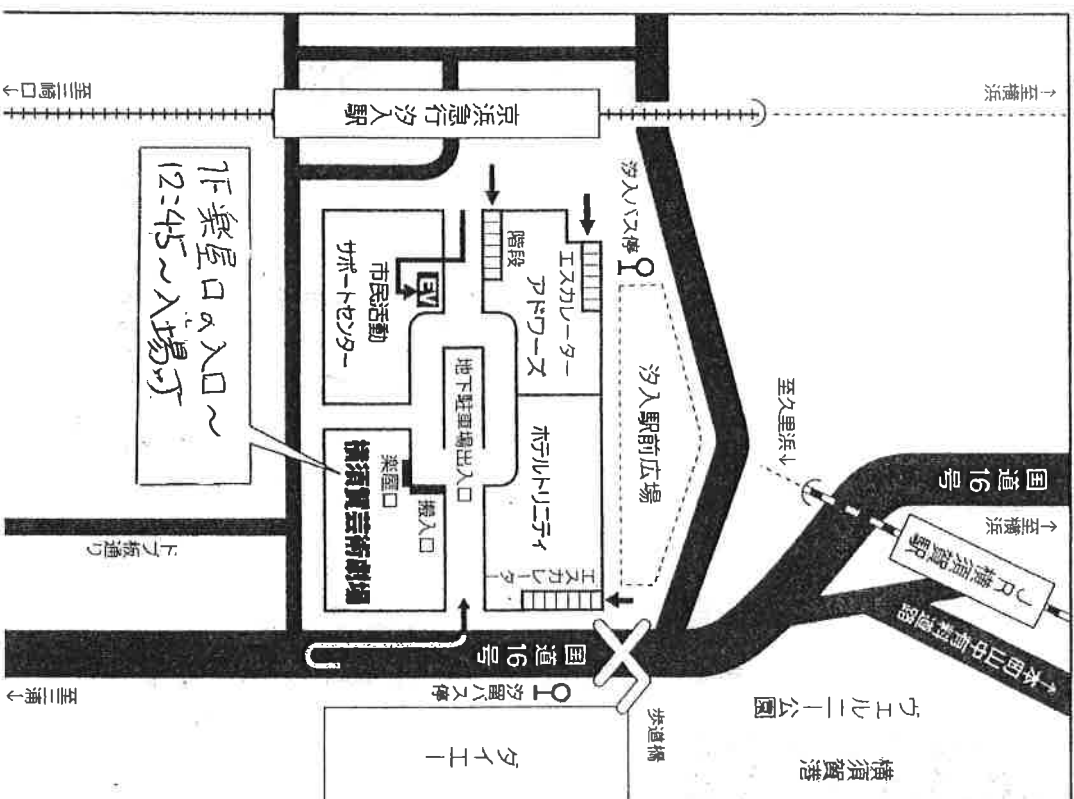 1F楽屋口の入口～
12:45～入場可
↑至横浜
京浜急行汐入駅
至三崎口↓
汐入バス停
階段
エスカレーター
アドワーズ
EV
市民活動
サポートセンター
汐入駅前広場
至久里浜↓
地下駐車場出入口
ホテルトリニティ
エスカレーター
楽屋口
搬入口
横須賀芸術劇場
ドブ板通り
国道16号
↑至横浜
JR横須賀駅
↑本町山中有料道路
国道16号
至三浦↓
汐留バス停
歩道橋
ダイエー
ヴェルニー公園
横須賀港